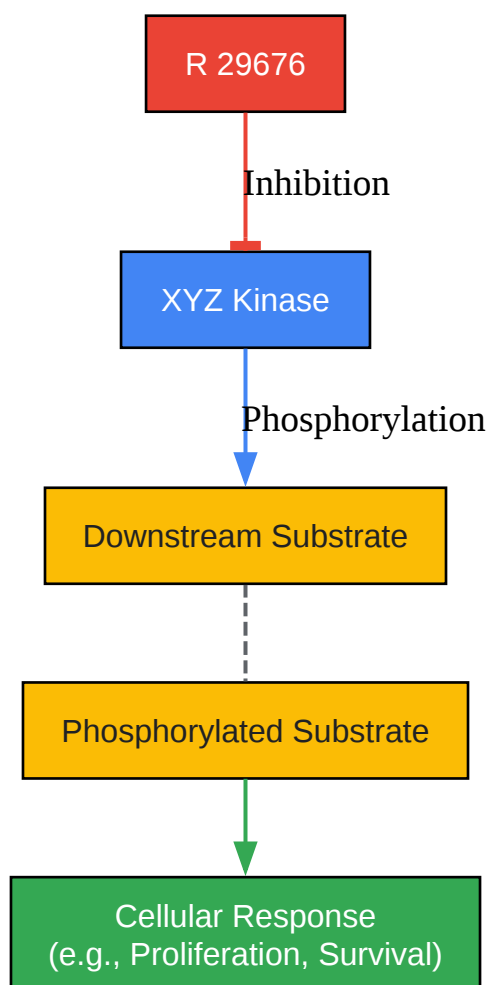 R 29676
Inhibition
XYZ Kinase
Phosphorylation
Downstream Substrate
Phosphorylated Substrate
Cellular Response
(e.g., Proliferation, Survival)